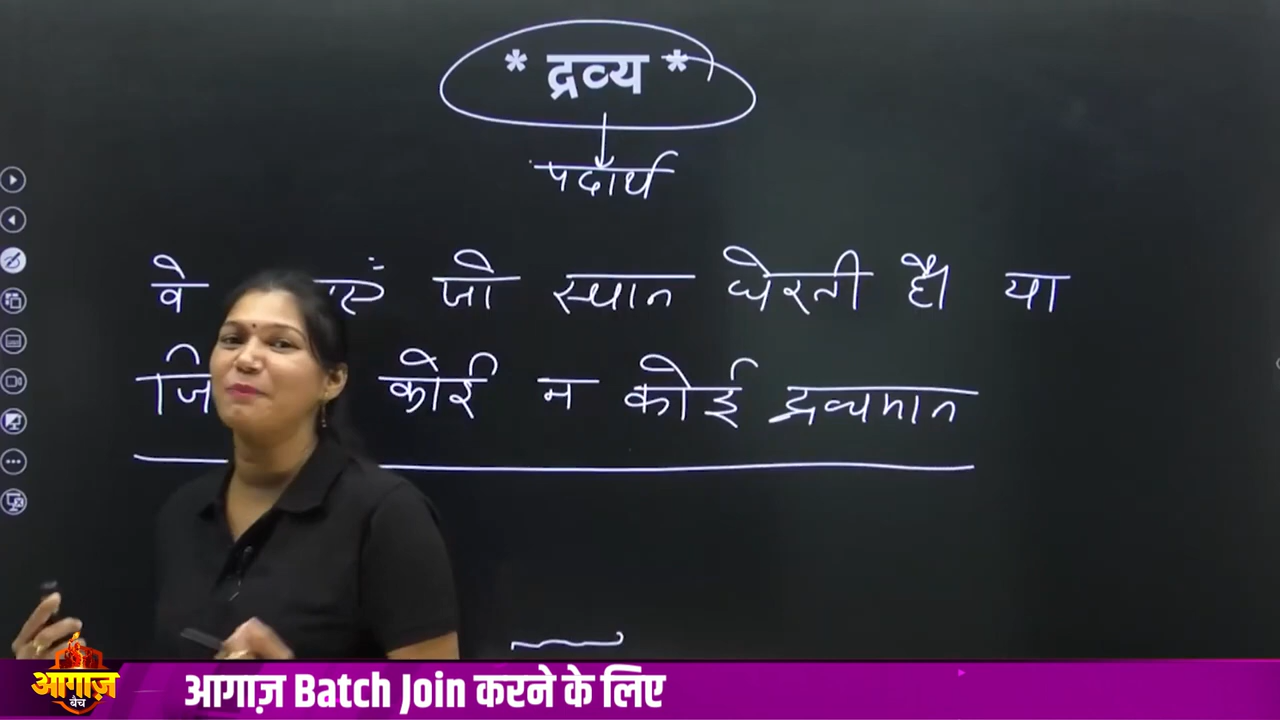 * द्रव्य *
पदार्थ
वे जो स्थान घेरती है। या
कोई न कोई द्रव्यमान
आगाज़
बैच
आगाज़ Batch Join करने के लिए